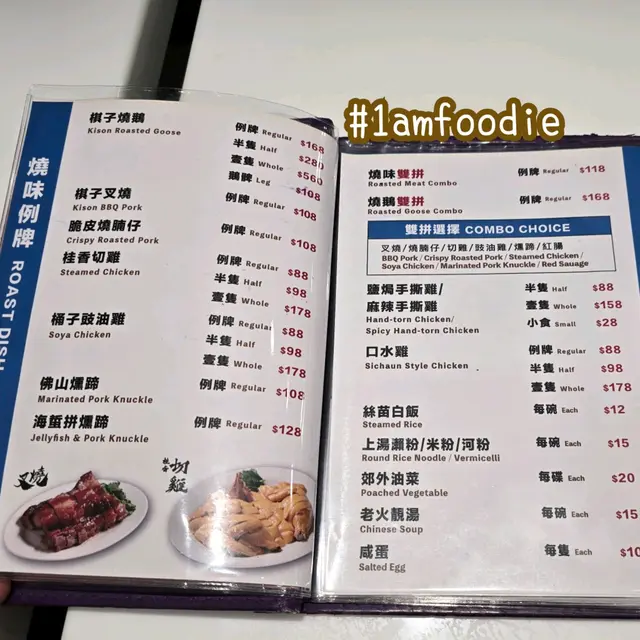 #1amfoodie
燒味例牌 ROAST DISH
棋子燒鵝 例牌 Regular $168
Kison Roasted Goose
半隻 Half $280
壹隻 Whole $560
鵝髀 Leg $108
棋子叉燒 例牌 Regular $108
Kison BBQ Pork
脆皮燒腩仔 例牌 Regular $108
Crispy Roasted Pork
桂香切雞 例牌 Regular $88
Steamed Chicken
半隻 Half $98
壹隻 Whole $178
桶子豉油雞 例牌 Regular $88
Soya Chicken
半隻 Half $98
壹隻 Whole $178
佛山燻蹄 例牌 Regular $108
Marinated Pork Knuckle
海蜇拼燻蹄 例牌 Regular $128
Jellyfish & Pork Knuckle
叉燒
切雞
燒味雙拼 例牌 Regular $118
Roasted Meat Combo
燒鵝雙拼 例牌 Regular $168
Roasted Goose Combo
雙拼選擇 COMBO CHOICE
叉燒/燒腩仔/切雞/豉油雞/燻蹄/紅腸
BBQ Pork / Crispy Roasted Pork / Steamed Chicken /
Soya Chicken / Marinated Pork Knuckle / Red Sauage
鹽焗手撕雞/ 半隻 Half $88
麻辣手撕雞 壹隻 Whole $158
Hand-torn Chicken/ 小食 Small $28
Spicy Hand-torn Chicken
口水雞 例牌 Regular $88
Sichaun Style Chicken
半隻 Half $98
壹隻 Whole $178
絲苗白飯 每碗 Each $12
Steamed Rice
上湯瀨粉/米粉/河粉 每碗 Each $15
Round Rice Noodle / Vermicelli
郊外油菜 每碟 Each $20
Poached Vegetable
老火靚湯 每碗 Each $15
Chinese Soup
咸蛋 每隻 Each $10
Salted Egg